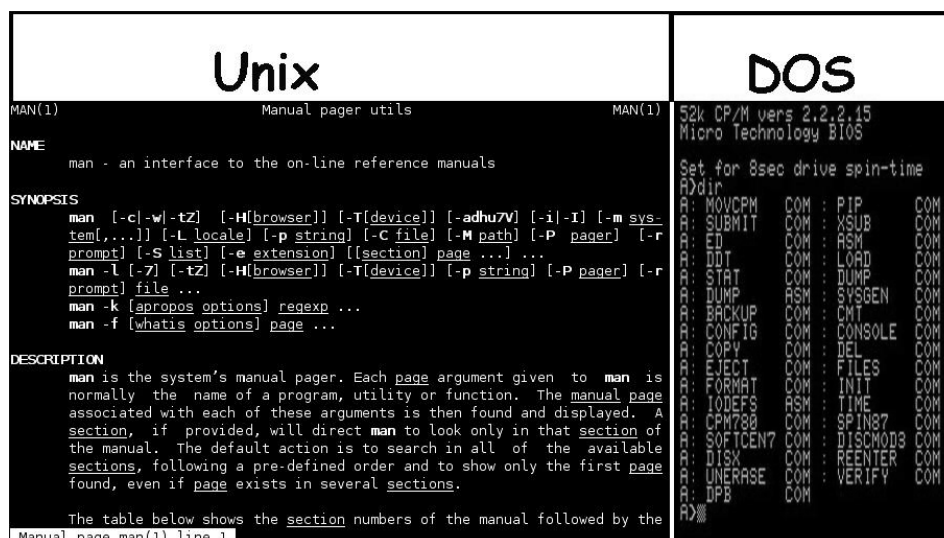 Unix
MAN(1) Manual pager utils MAN(1)
NAME
man - an interface to the on-line reference manuals
SYNOPSIS
man [-c|-w|-tZ] [-H[browser]] [-T[device]] [-adhu7V] [-i|-I] [-m sys-
tem[,...]] [-L locale] [-p string] [-C file] [-M path] [-P pager] [-r
prompt] [-S list] [-e extension] [[section] page ...] ...
man -l [-7] [-tZ] [-H[browser]] [-T[device]] [-p string] [-P pager] [-r
prompt] file ...
man -k [apropos options] regexp ...
man -f [whatis options] page ...
DESCRIPTION
man is the system's manual pager. Each page argument given to man is
normally the name of a program, utility or function. The manual page
associated with each of these arguments is then found and displayed. A
section, if provided, will direct man to look only in that section of
the manual. The default action is to search in all of the available
sections, following a pre-defined order and to show only the first page
found, even if page exists in several sections.
The table below shows the section numbers of the manual followed by the
Manual page man(1) line 1
DOS
52k CP/M vers 2.2.2.15
Micro Technology BIOS
Set for 8sec drive spin-time
A>dir
A: MOVCPM COM : PIP COM
A: SUBMIT COM : XSUB COM
A: ED COM : ASM COM
A: DDT COM : LOAD COM
A: STAT COM : DUMP COM
A: DUMP ASM : SYSGEN COM
A: BACKUP COM : CMT COM
A: CONFIG COM : CONSOLE COM
A: COPY COM : DEL COM
A: EJECT COM : FILES COM
A: FORMAT COM : INIT COM
A: IODEFS ASM : TIME COM
A: CPM780 COM : SPIN87 COM
A: SOFTCEN7 COM : DISCMOD3 COM
A: DISX COM : REENTER COM
A: UNERASE COM : VERIFY COM
A: DPB COM
A>